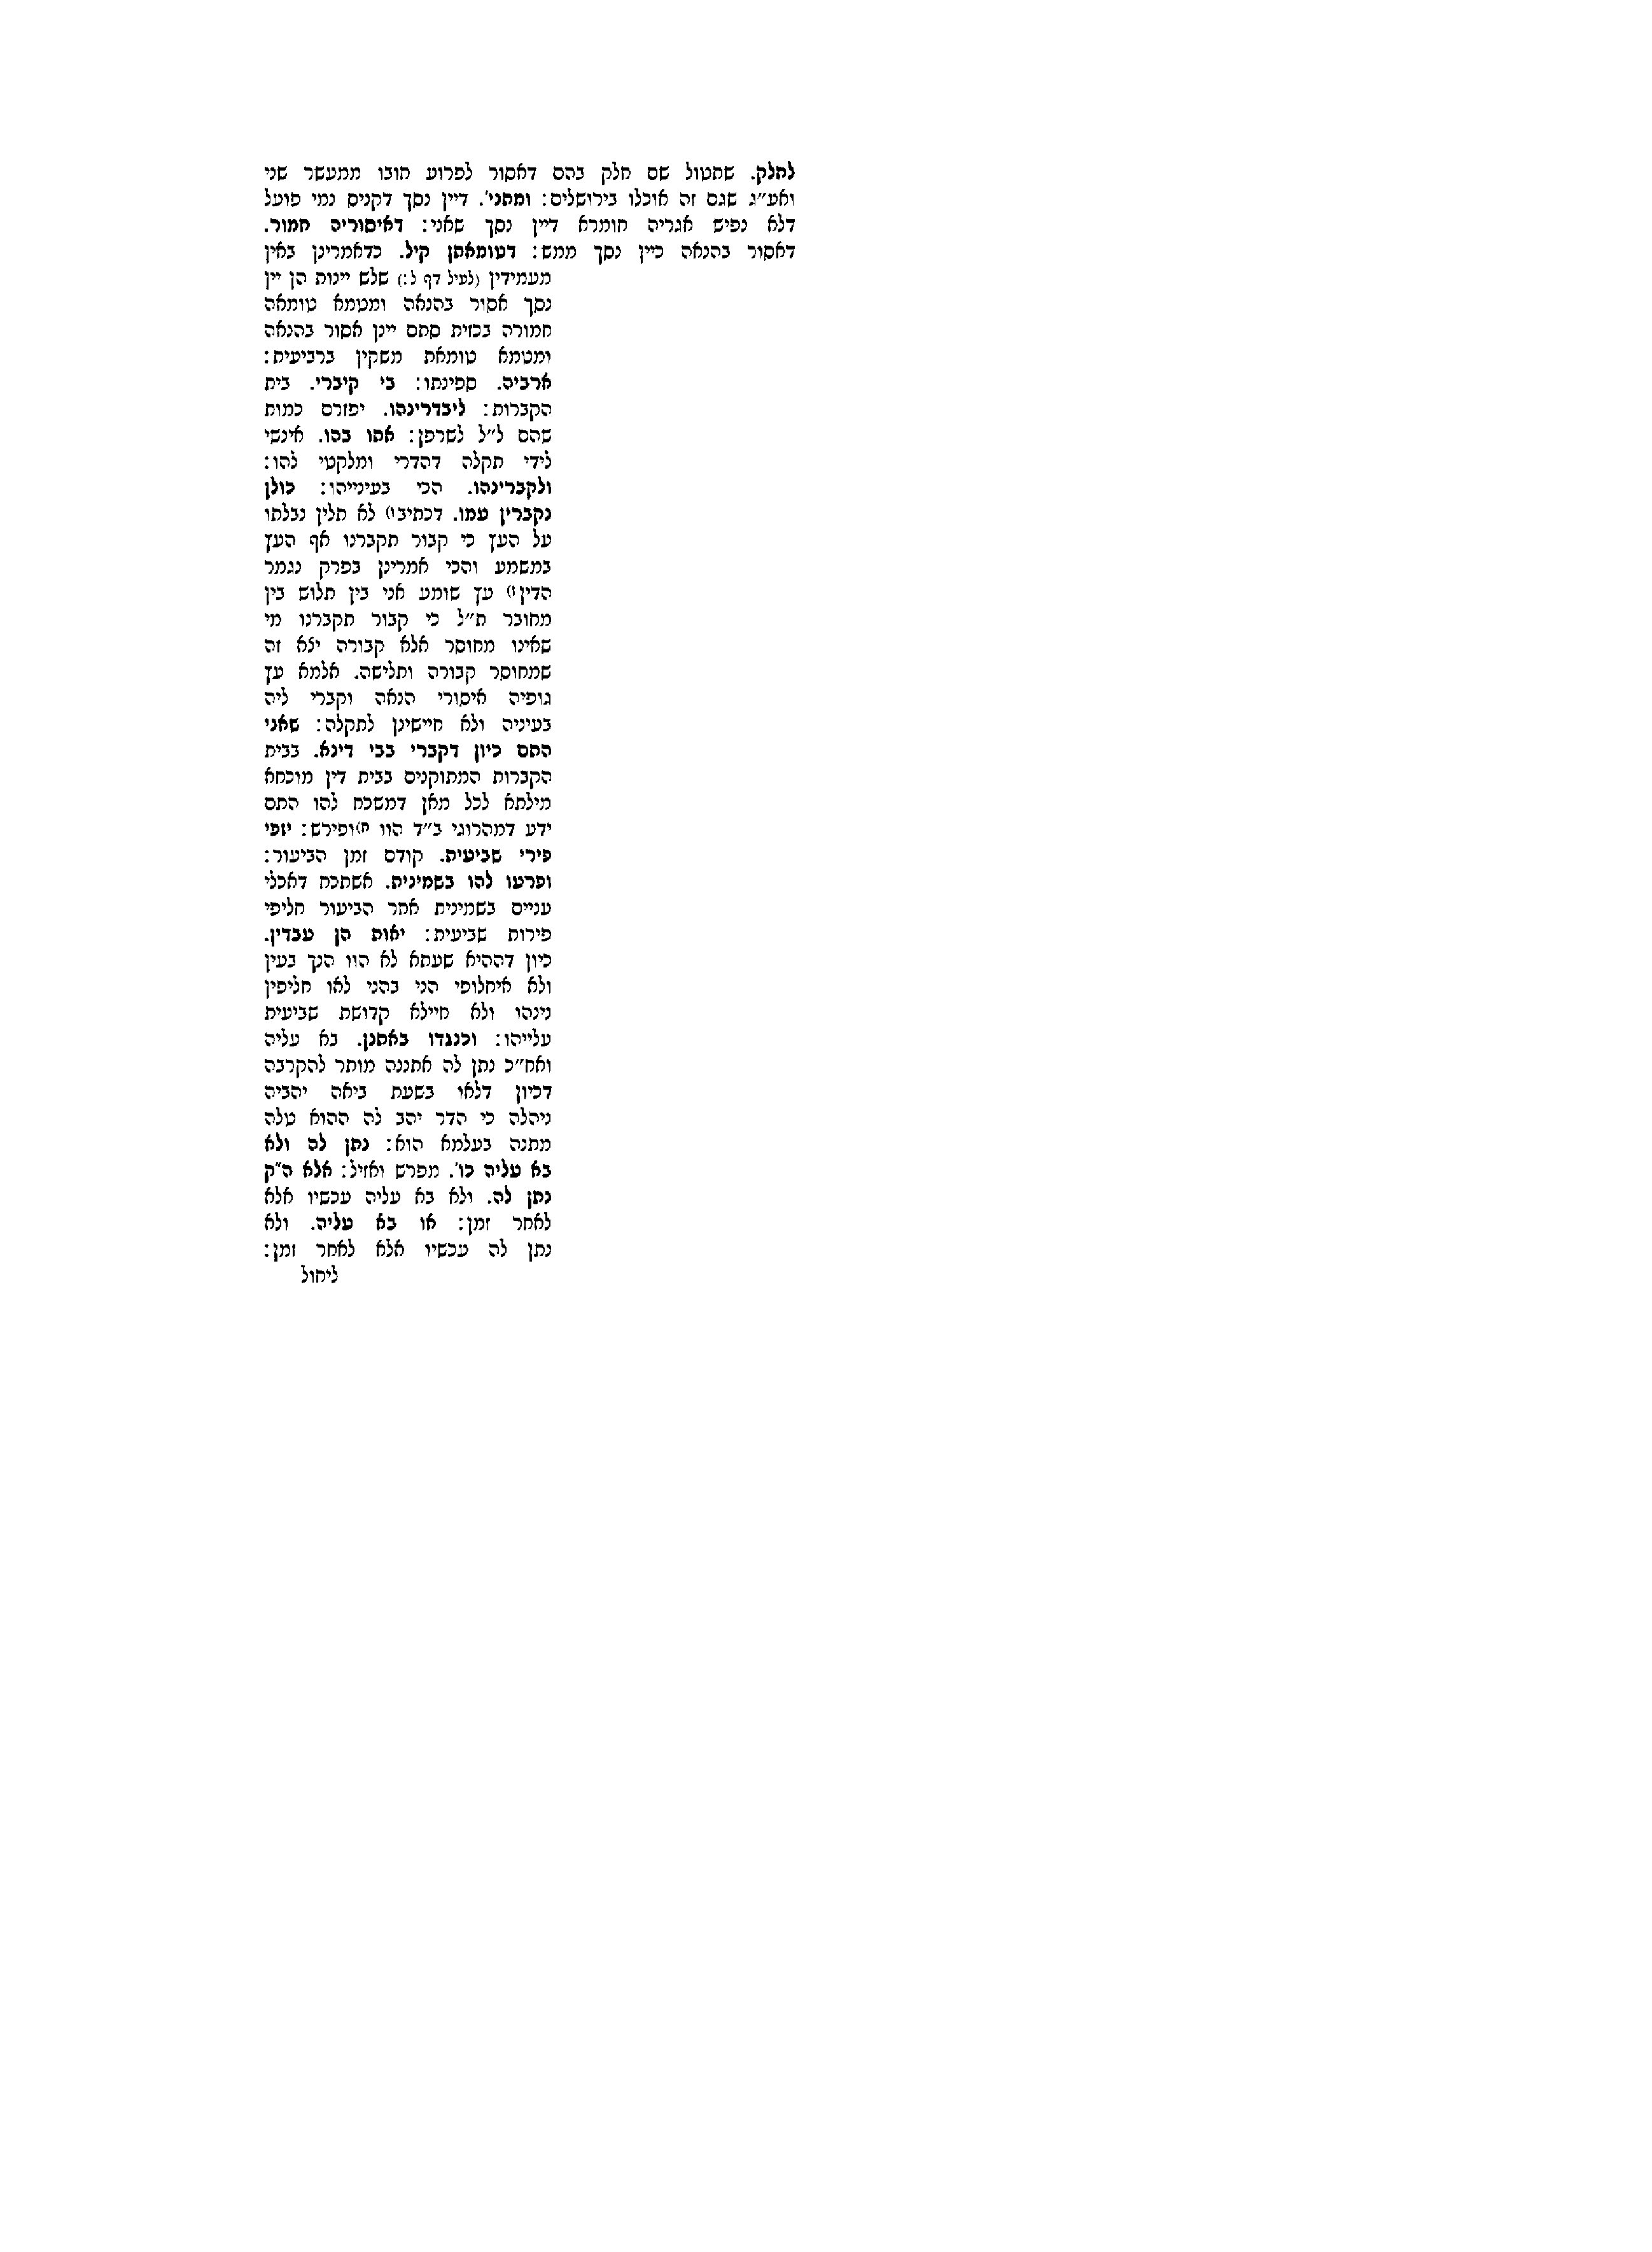 לחלק. שתטול שם חלק בהם דאסור לפרוע חובו ממעשר שני
ואע״ג שגם זה אוכלו בירושלים: ומתני׳. דיין נסך דקניס נמי פועל
דלא נפיש אגריה חומרא דיין נסך שאני: דאיסוריה חמור.
דאסור בהנאה כיין נסך ממש: דטומאתן קיל. כדאמרינן באין
מעמידין (לעיל דף ל:) שלש יינות הן יין
נסך אסור בהנאה ומטמא טומאה
חמורה בכזית סתם יינן אסור בהנאה
ומטמא טומאת משקין ברביעית:
ארביה. ספינתו: בי קיברי. בית
הקברות: ליבדרינהו. יפזרם כמות
שהם ל״ל לשרפן: אתו בהו. אינשי
לידי תקלה דהדרי ומלקטי להו:
ולקברינהו. הכי בעינייהו: כולן
נקברין עמו. דכתיב ו) לא תלין נבלתו
על העץ כי קבור תקברנו אף העץ
במשמע והכי אמרינן בפרק נגמר
הדין ז) עץ שומע אני בין תלוש בין
מחובר ת״ל כי קבור תקברנו מי
שאינו מחוסר אלא קבורה יצא זה
שמחוסר קבורה ותלישה. אלמא עץ
גופיה איסורי הנאה וקברי ליה
בעיניה ולא חיישינן לתקלה: שאני
התם כיון דקברי בבי דינא. בבית
הקברות המתוקנים בבית דין מוכחא
מילתא לכל מאן דמשכח להו התם
ידע דמהרוגי ב״ד הוו ח) ופירש: יזפי
פירי שביעית. קודם זמן הביעור:
ופרעו להו בשמינית. אשתכח דאכלי
עניים בשמינית אחר הביעור חליפי
פירות שביעית: יאות הן עבדין.
כיון דההיא שעתא לא הוו הנך בעין
ולא איחלופי הני בהני לאו חליפין
נינהו ולא חיילא קדושת שביעית
עלייהו: וכנגדו באתנן. בא עליה
ואח״כ נתן לה אתננה מותר להקרבה
דכיון דלאו בשעת ביאה יהביה
ניהלה כי הדר יהב לה ההוא טלה
מתנה בעלמא הוא: נתן לה ולא
בא עליה כו׳. מפרש ואזיל: אלא ה״ק
נתן לה. ולא בא עליה עכשיו אלא
לאחר זמן: או בא עליה. ולא
נתן לה עכשיו אלא לאחר זמן:
ליחול